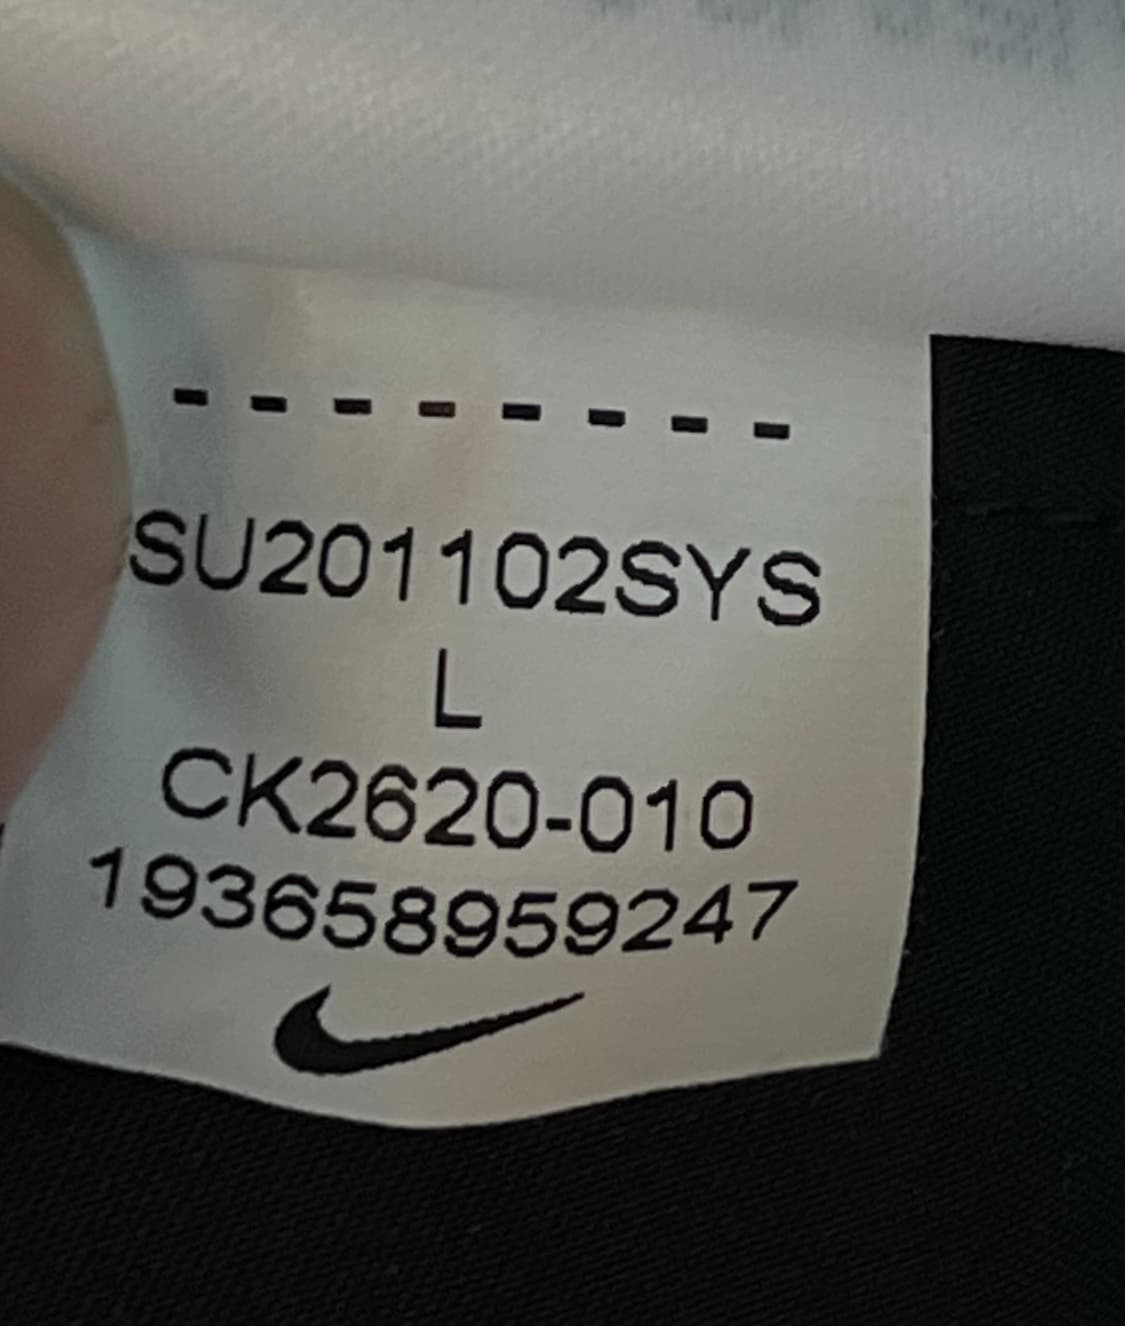 - - - - - - - -
SU201102SYS
L
CK2620-010
193658959247